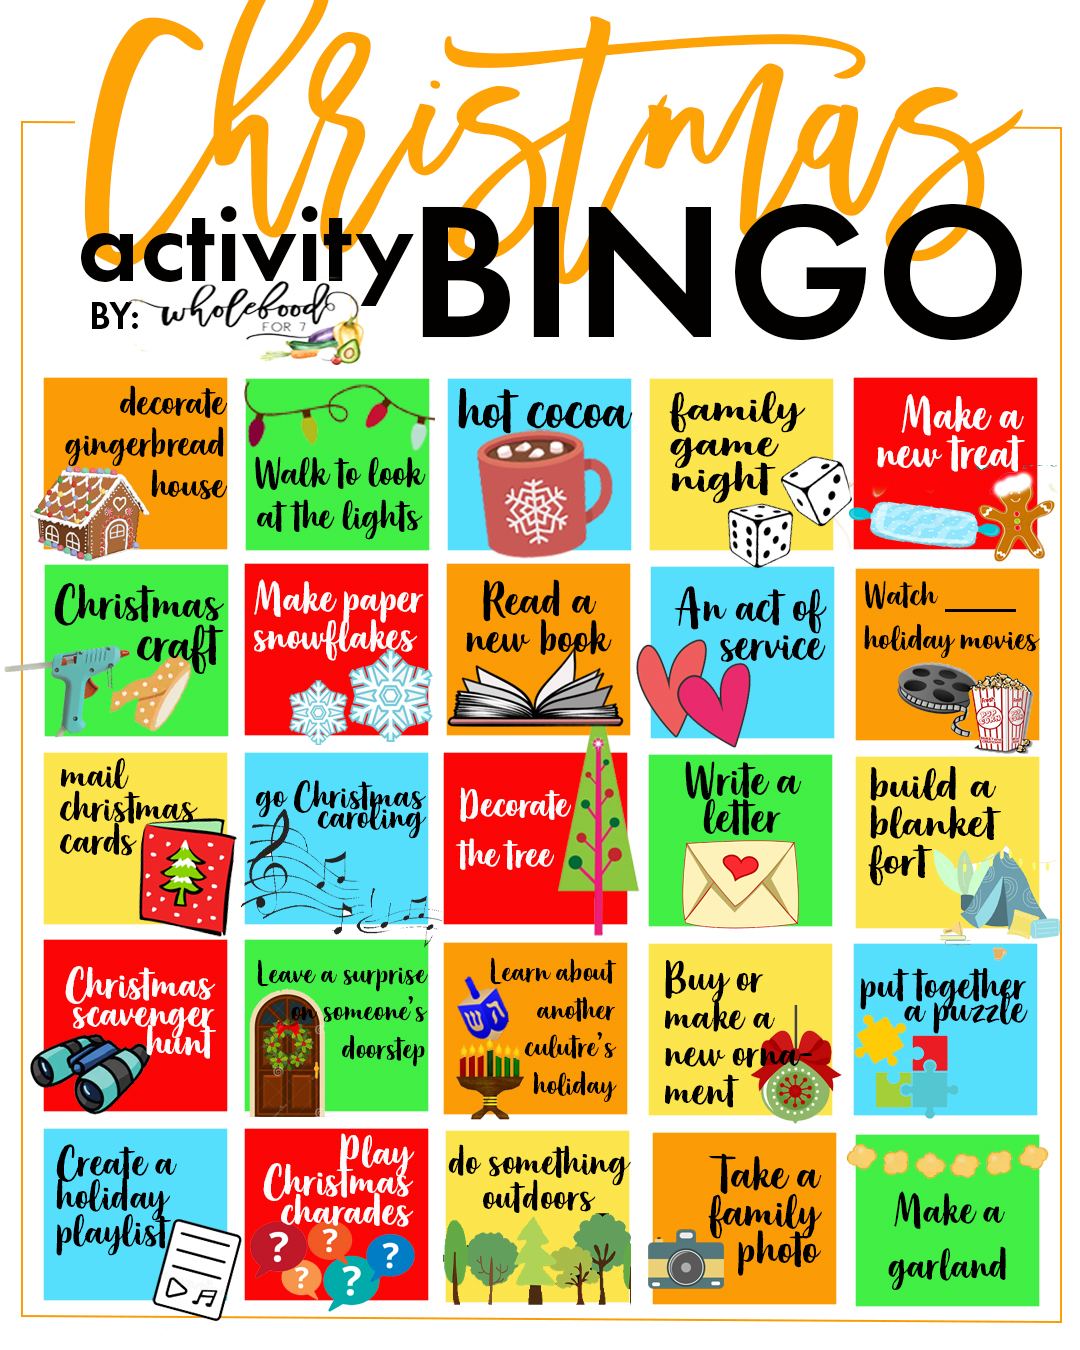 Christmas
activity BINGO
BY: wholefood
FOR 7
decorate
gingerbread
house
Walk to look
at the lights
hot cocoa
family
game
night
Make a
new treat
Christmas
craft
Make paper
snowflakes
Read a
new book
An act of
service
Watch ____
holiday movies
POP
CORN
mail
christmas
cards
go Christmas
caroling
Decorate
the tree
Write a
letter
build a
blanket
fort
Christmas
scavenger
hunt
Leave a surprise
on someone's
doorstep
Learn about
another
culutre's
holiday
Buy or
make a
new orna-
ment
put together
a puzzle
Create a
holiday
playlist
Play
Christmas
charades
? ? ? ? ?
do something
outdoors
Take a
family
photo
Make a
garland